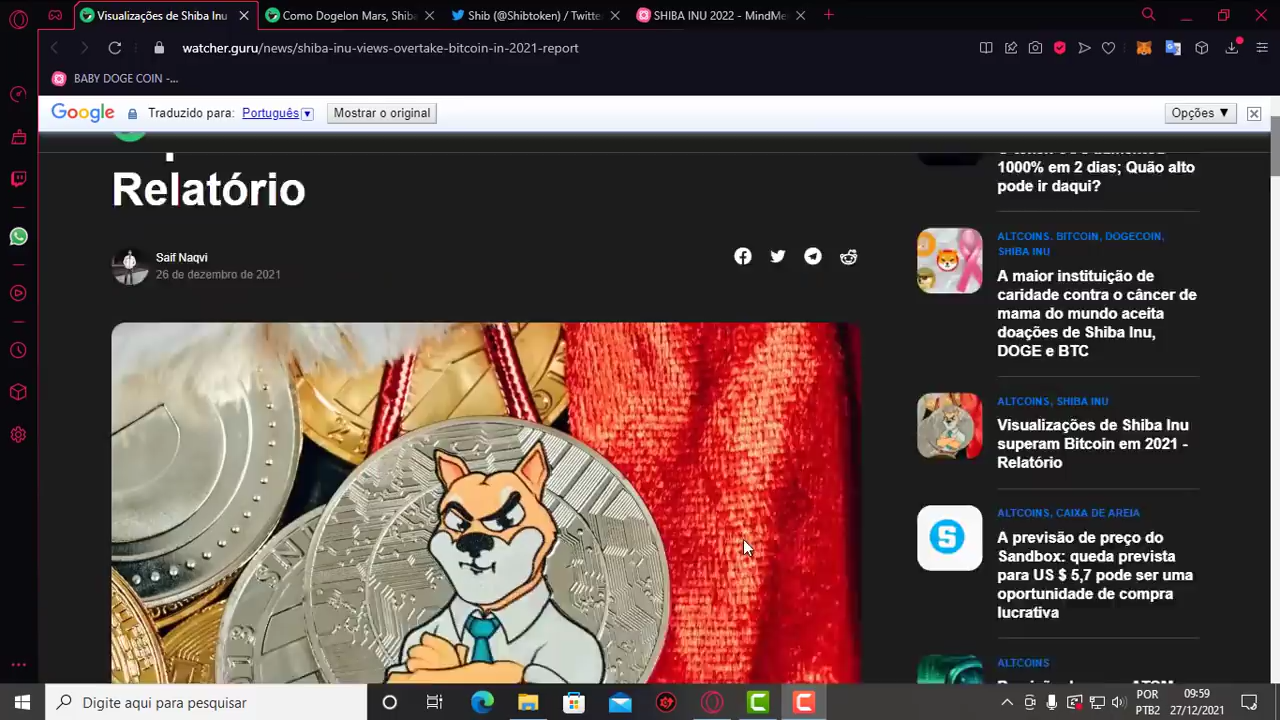 Visualizações de Shiba Inu
Como Dogelon Mars, Shiba
Shib (@Shibtoken) / Twitte
SHIBA INU 2022 - MindMe
watcher.guru/news/shiba-inu-views-overtake-bitcoin-in-2021-report
BABY DOGE COIN -...
Google
Traduzido para: Português
Mostrar o original
Opções ▼
Relatório
Saif Naqvi
26 de dezembro de 2021
1000% em 2 dias; Quão alto
pode ir daqui?
ALTCOINS. BITCOIN, DOGECOIN,
SHIBA INU
A maior instituição de
caridade contra o câncer de
mama do mundo aceita
doações de Shiba Inu,
DOGE e BTC
ALTCOINS, SHIBA INU
Visualizações de Shiba Inu
superam Bitcoin em 2021 -
Relatório
ALTCOINS, CAIXA DE AREIA
A previsão de preço do
Sandbox: queda prevista
para US $ 5,7 pode ser uma
oportunidade de compra
lucrativa
ALTCOINS
Digite aqui para pesquisar
POR
PTB2
09:59
27/12/2021